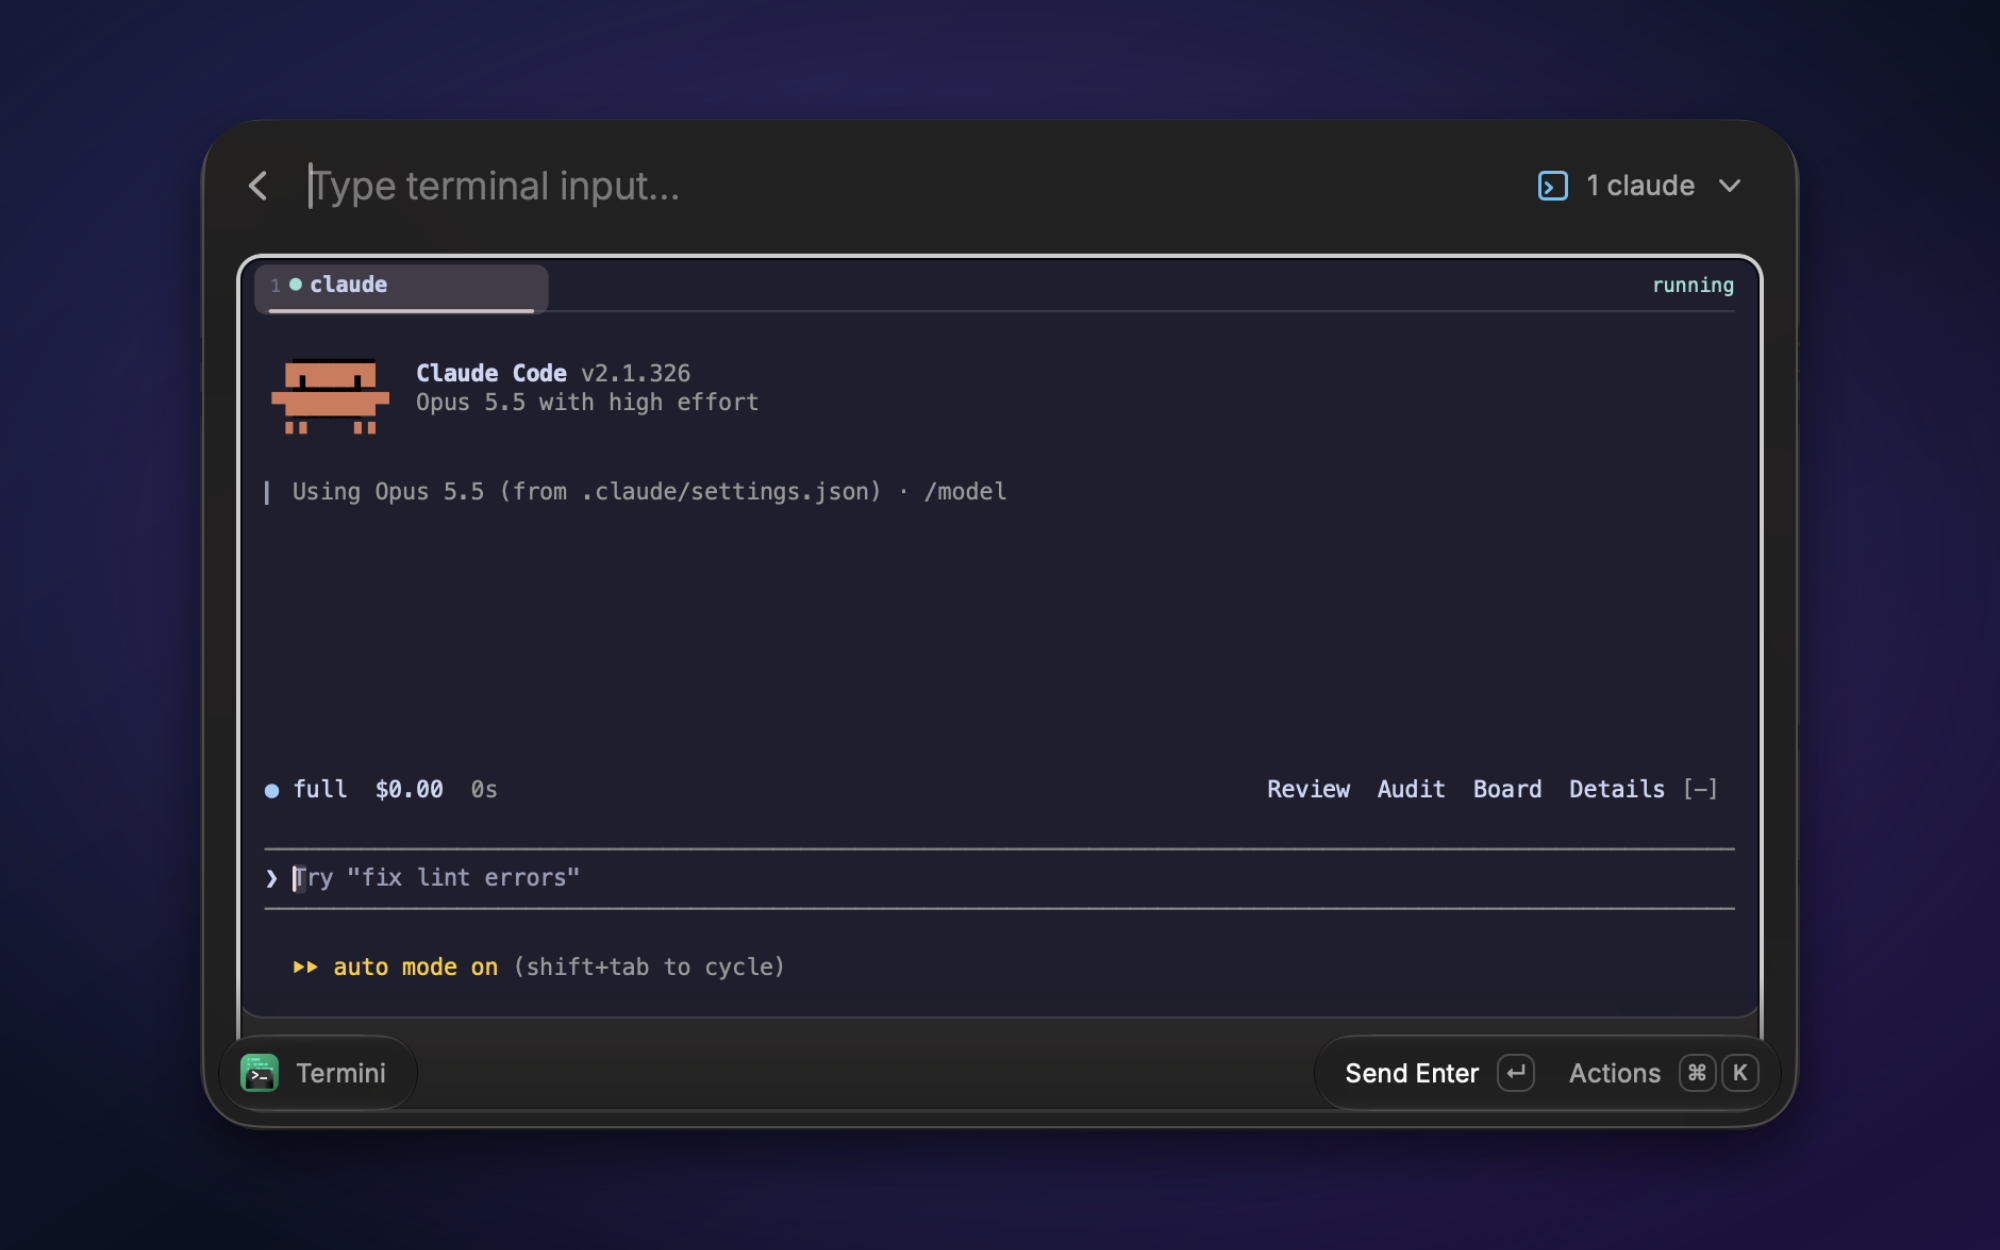 Type terminal input...
1 claude
1 ● claude
running
Claude Code v2.1.326
Opus 5.5 with high effort
Using Opus 5.5 (from .claude/settings.json) · /model
● full $0.00 0s
Review Audit Board Details [—]
❯ Try "fix lint errors"
▸▸ auto mode on (shift+tab to cycle)
Termini
Send Enter ↵ Actions ⌘ K